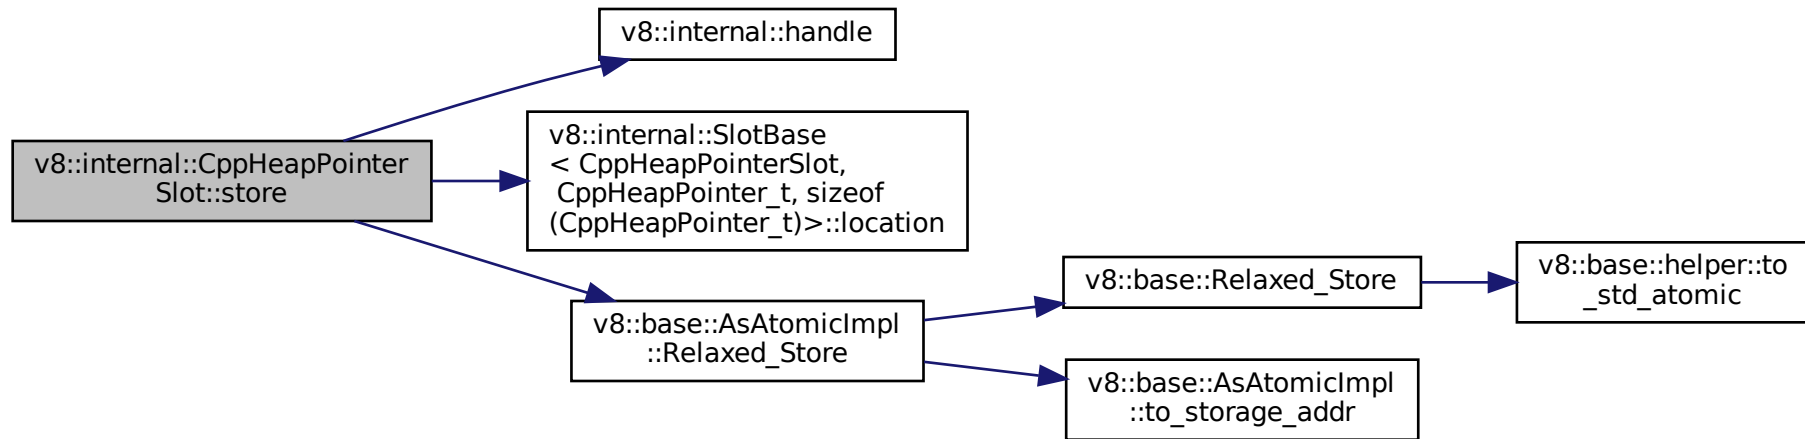 v8::internal::handle
v8::internal::CppHeapPointer
Slot::store
v8::internal::SlotBase
< CppHeapPointerSlot,
 CppHeapPointer_t, sizeof
(CppHeapPointer_t)>::location
v8::base::AsAtomicImpl
::Relaxed_Store
v8::base::Relaxed_Store
v8::base::helper::to
_std_atomic
v8::base::AsAtomicImpl
::to_storage_addr